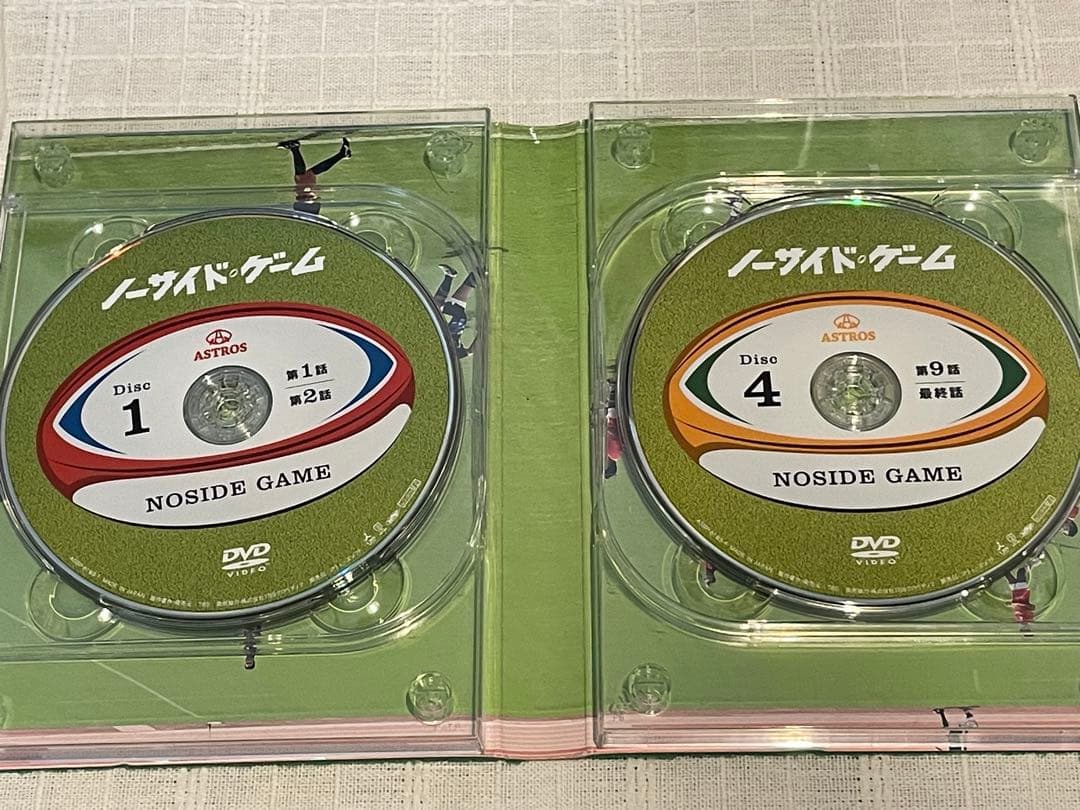 ノーサイド・ゲーム
ASTROS
Disc
1
第1話
第2話
NOSIDE GAME
DVD
VIDEO
ノーサイド・ゲーム
ASTROS
Disc
4
第9話
最終話
NOSIDE GAME
DVD
VIDEO